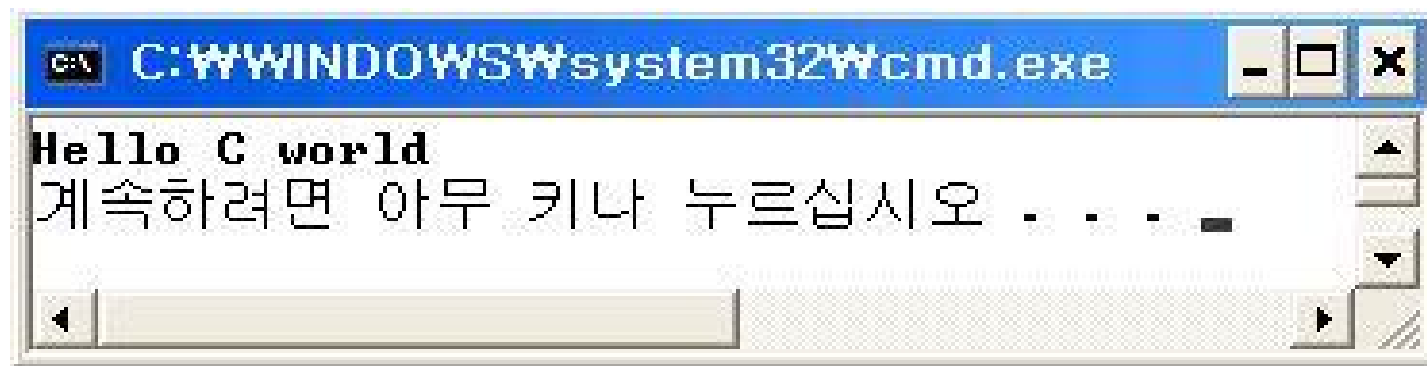 C:₩WINDOWS₩system32₩cmd.exe
Hello C world
계속하려면 아무 키나 누르십시오 . . .